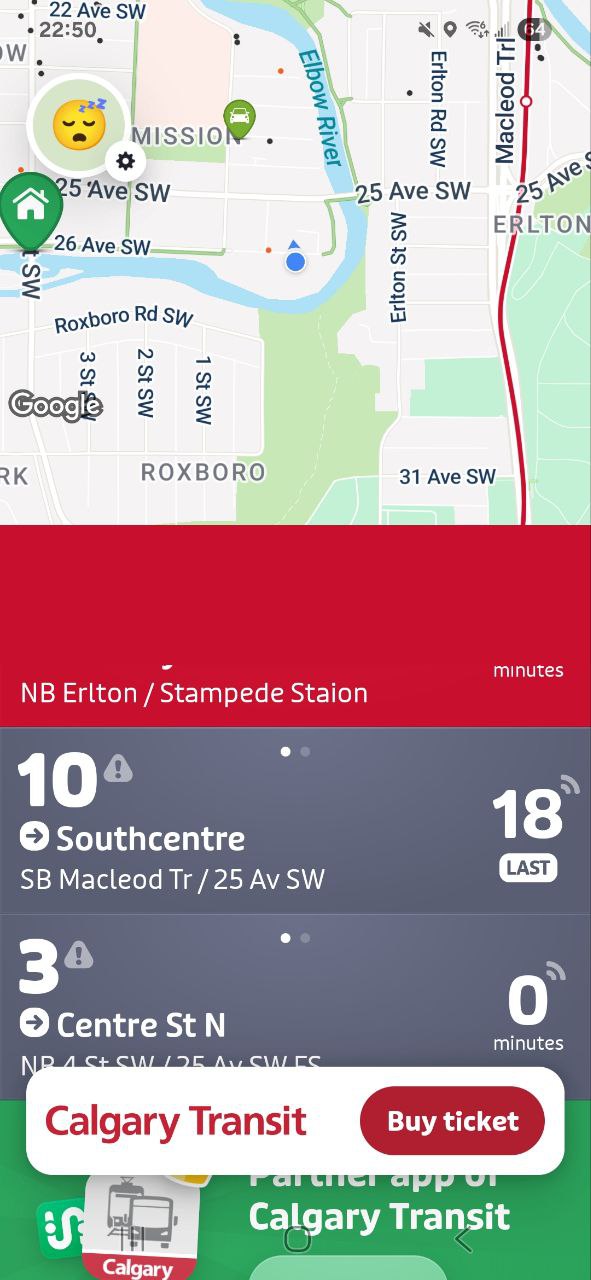 22 Ave SW
22:50
64
OW
Elbow River
Erlton Rd SW
Macleod Trl
MISSION
25 Ave SW
25 Ave SW
25 Ave S
ERLTON
26 Ave SW
t SW
Erlton St SW
Roxboro Rd SW
3 St SW
2 St SW
1 St SW
Google
RK
ROXBORO
31 Ave SW
minutes
NB Erlton / Stampede Staion
10
Southcentre
18
SB Macleod Tr / 25 Av SW
LAST
3
Centre St N
0
minutes
NB 4 St SW / 25 Av SW FS
Calgary Transit
Buy ticket
Partner app of
Calgary Transit
Calgary